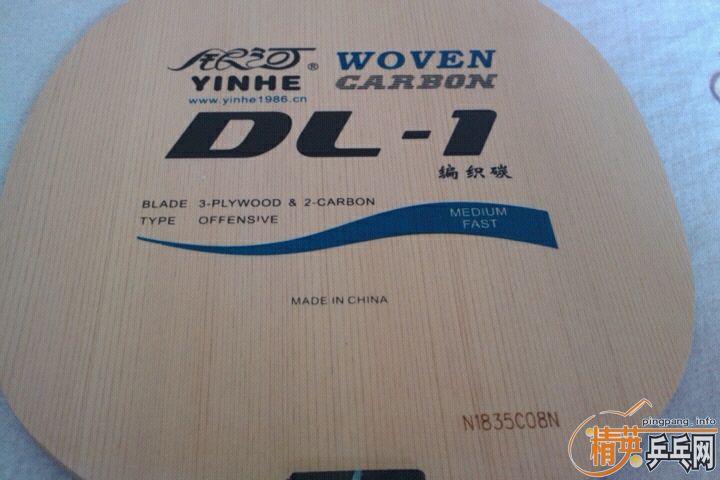 银河
YINHE ®
www.yinhe1986.cn
WOVEN
CARBON
DL-1
编织碳
BLADE 3-PLYWOOD & 2-CARBON
TYPE OFFENSIVE
MEDIUM
FAST
MADE IN CHINA
N1835C08N
pingpang.info
精英乒乓网